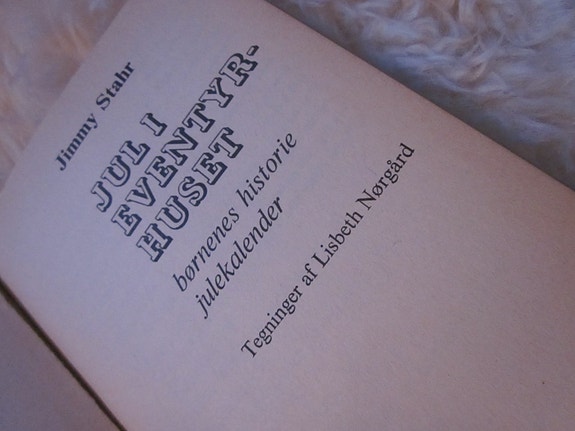 Jimmy Stahr
JUL I
EVENTYR-
HUSET
børnenes historie
julekalender
Tegninger af Lisbeth Nørgård